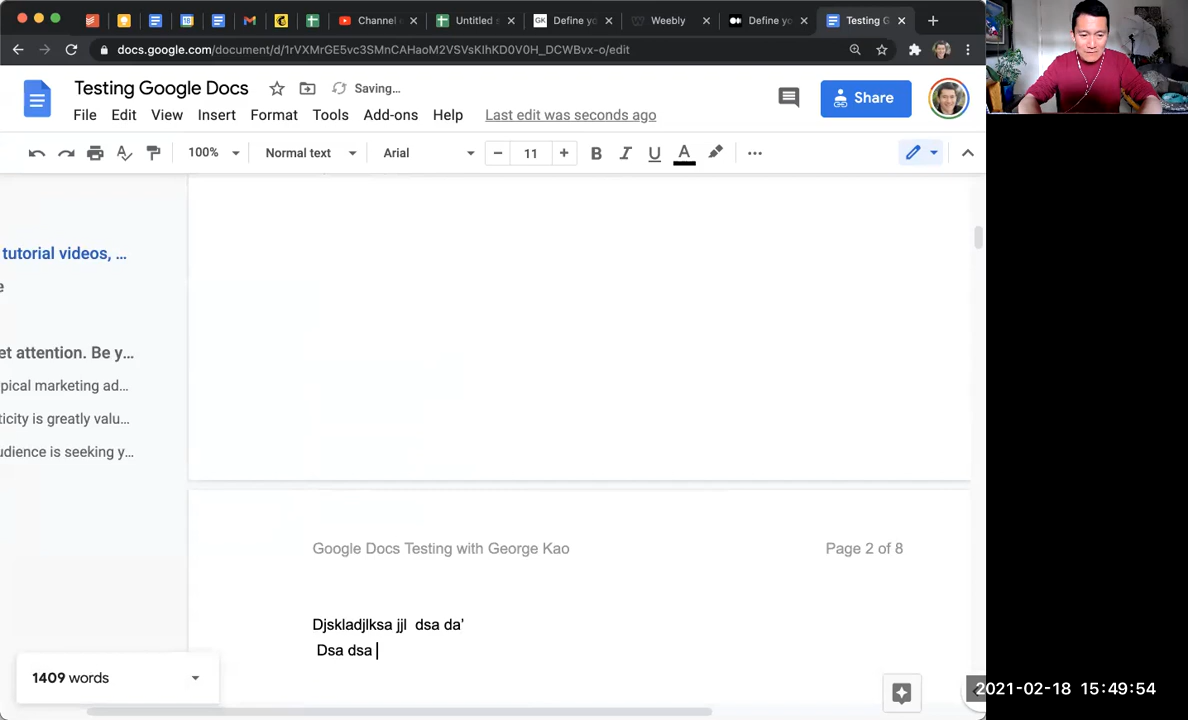 Channel
Untitled s
GK Define yo
Weebly
Define yo
Testing G
docs.google.com/document/d/1rVXMrGE5vc3SMnCAHaoM2VSVsKIhKD0V0H_DCWBvx-o/edit
Testing Google Docs
Saving...
File Edit View Insert Format Tools Add-ons Help Last edit was seconds ago
Share
100% Normal text Arial - 11 + B I U A
tutorial videos, ...
e
et attention. Be y...
pical marketing ad...
ticity is greatly valu...
udience is seeking y...
Google Docs Testing with George Kao Page 2 of 8
Djskladjlksa jjl  dsa da'
Dsa dsa
1409 words
2021-02-18 15:49:54